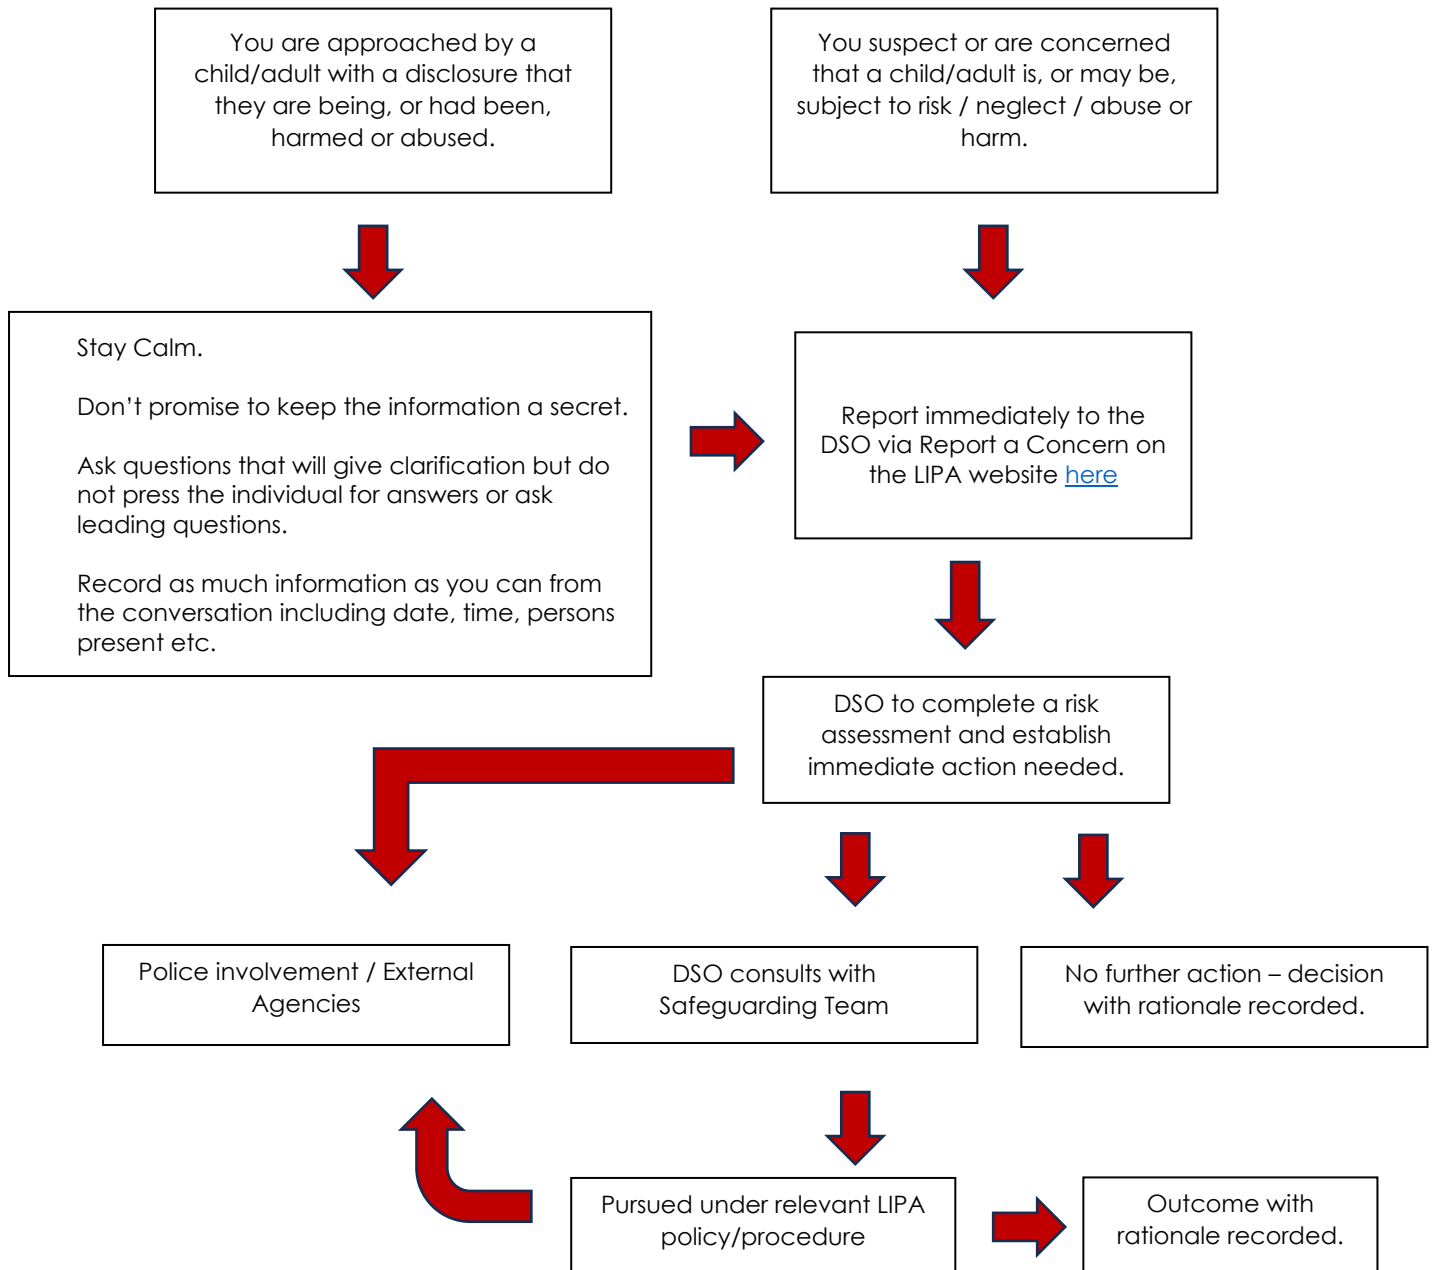 You are approached by a
child/adult with a disclosure that
they are being, or had been,
harmed or abused.
You suspect or are concerned
that a child/adult is, or may be,
subject to risk / neglect / abuse or
harm.
Stay Calm.
Don’t promise to keep the information a secret.
Ask questions that will give clarification but do
not press the individual for answers or ask
leading questions.
Record as much information as you can from
the conversation including date, time, persons
present etc.
Report immediately to the
DSO via Report a Concern on
the LIPA website here
DSO to complete a risk
assessment and establish
immediate action needed.
Police involvement / External
Agencies
DSO consults with
Safeguarding Team
No further action – decision
with rationale recorded.
Pursued under relevant LIPA
policy/procedure
Outcome with
rationale recorded.